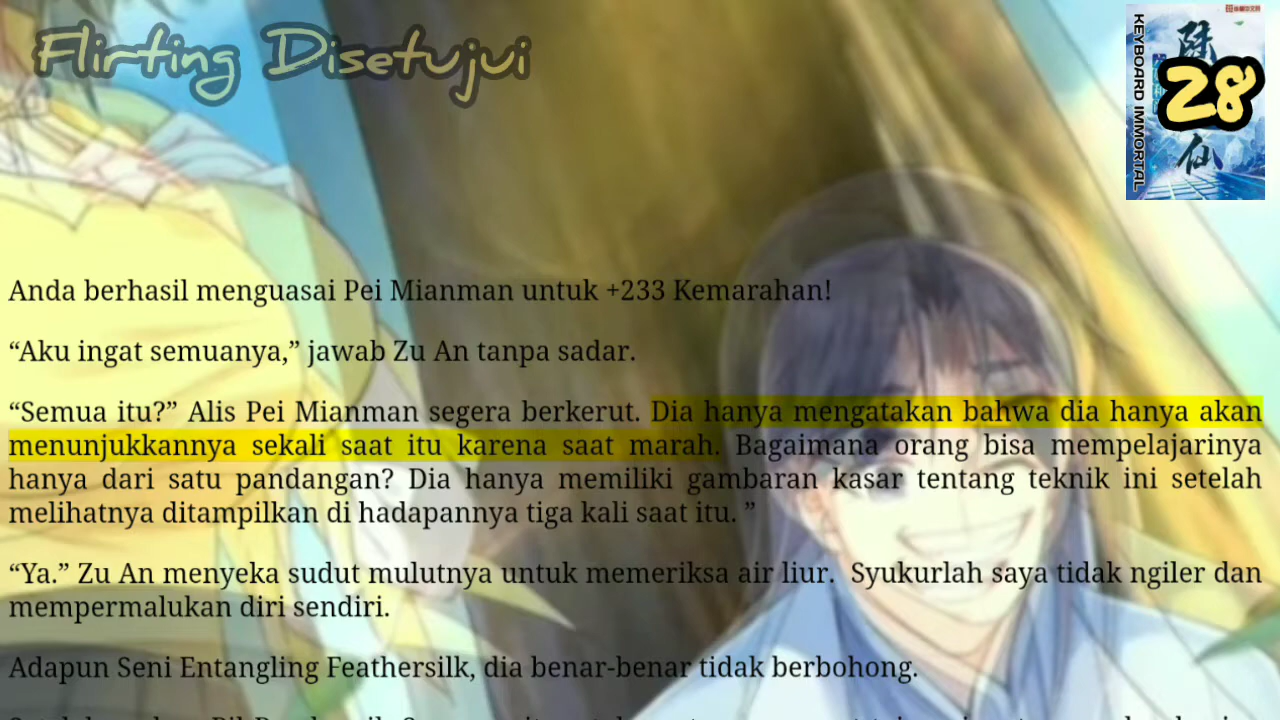 Flirting Disetujui
KEYBOARD IMMORTAL
28
仙
Anda berhasil menguasai Pei Mianman untuk +233 Kemarahan!
“Aku ingat semuanya,” jawab Zu An tanpa sadar.
“Semua itu?” Alis Pei Mianman segera berkerut. Dia hanya mengatakan bahwa dia hanya akan
menunjukkannya sekali saat itu karena saat marah. Bagaimana orang bisa mempelajarinya
hanya dari satu pandangan? Dia hanya memiliki gambaran kasar tentang teknik ini setelah
melihatnya ditampilkan di hadapannya tiga kali saat itu. ”
“Ya.” Zu An menyeka sudut mulutnya untuk memeriksa air liur.  Syukurlah saya tidak ngiler dan
mempermalukan diri sendiri.
Adapun Seni Entangling Feathersilk, dia benar-benar tidak berbohong.